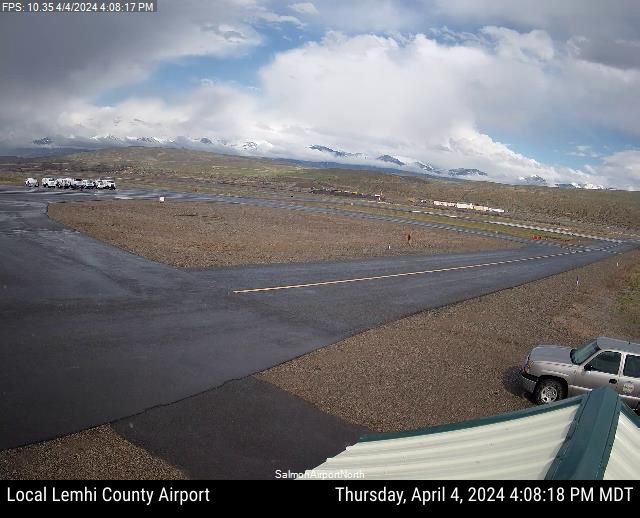 FPS: 10.35 4/4/2024 4:08:17 PM
SalmonAirportNorth
Local Lemhi County Airport Thursday, April 4, 2024 4:08:18 PM MDT